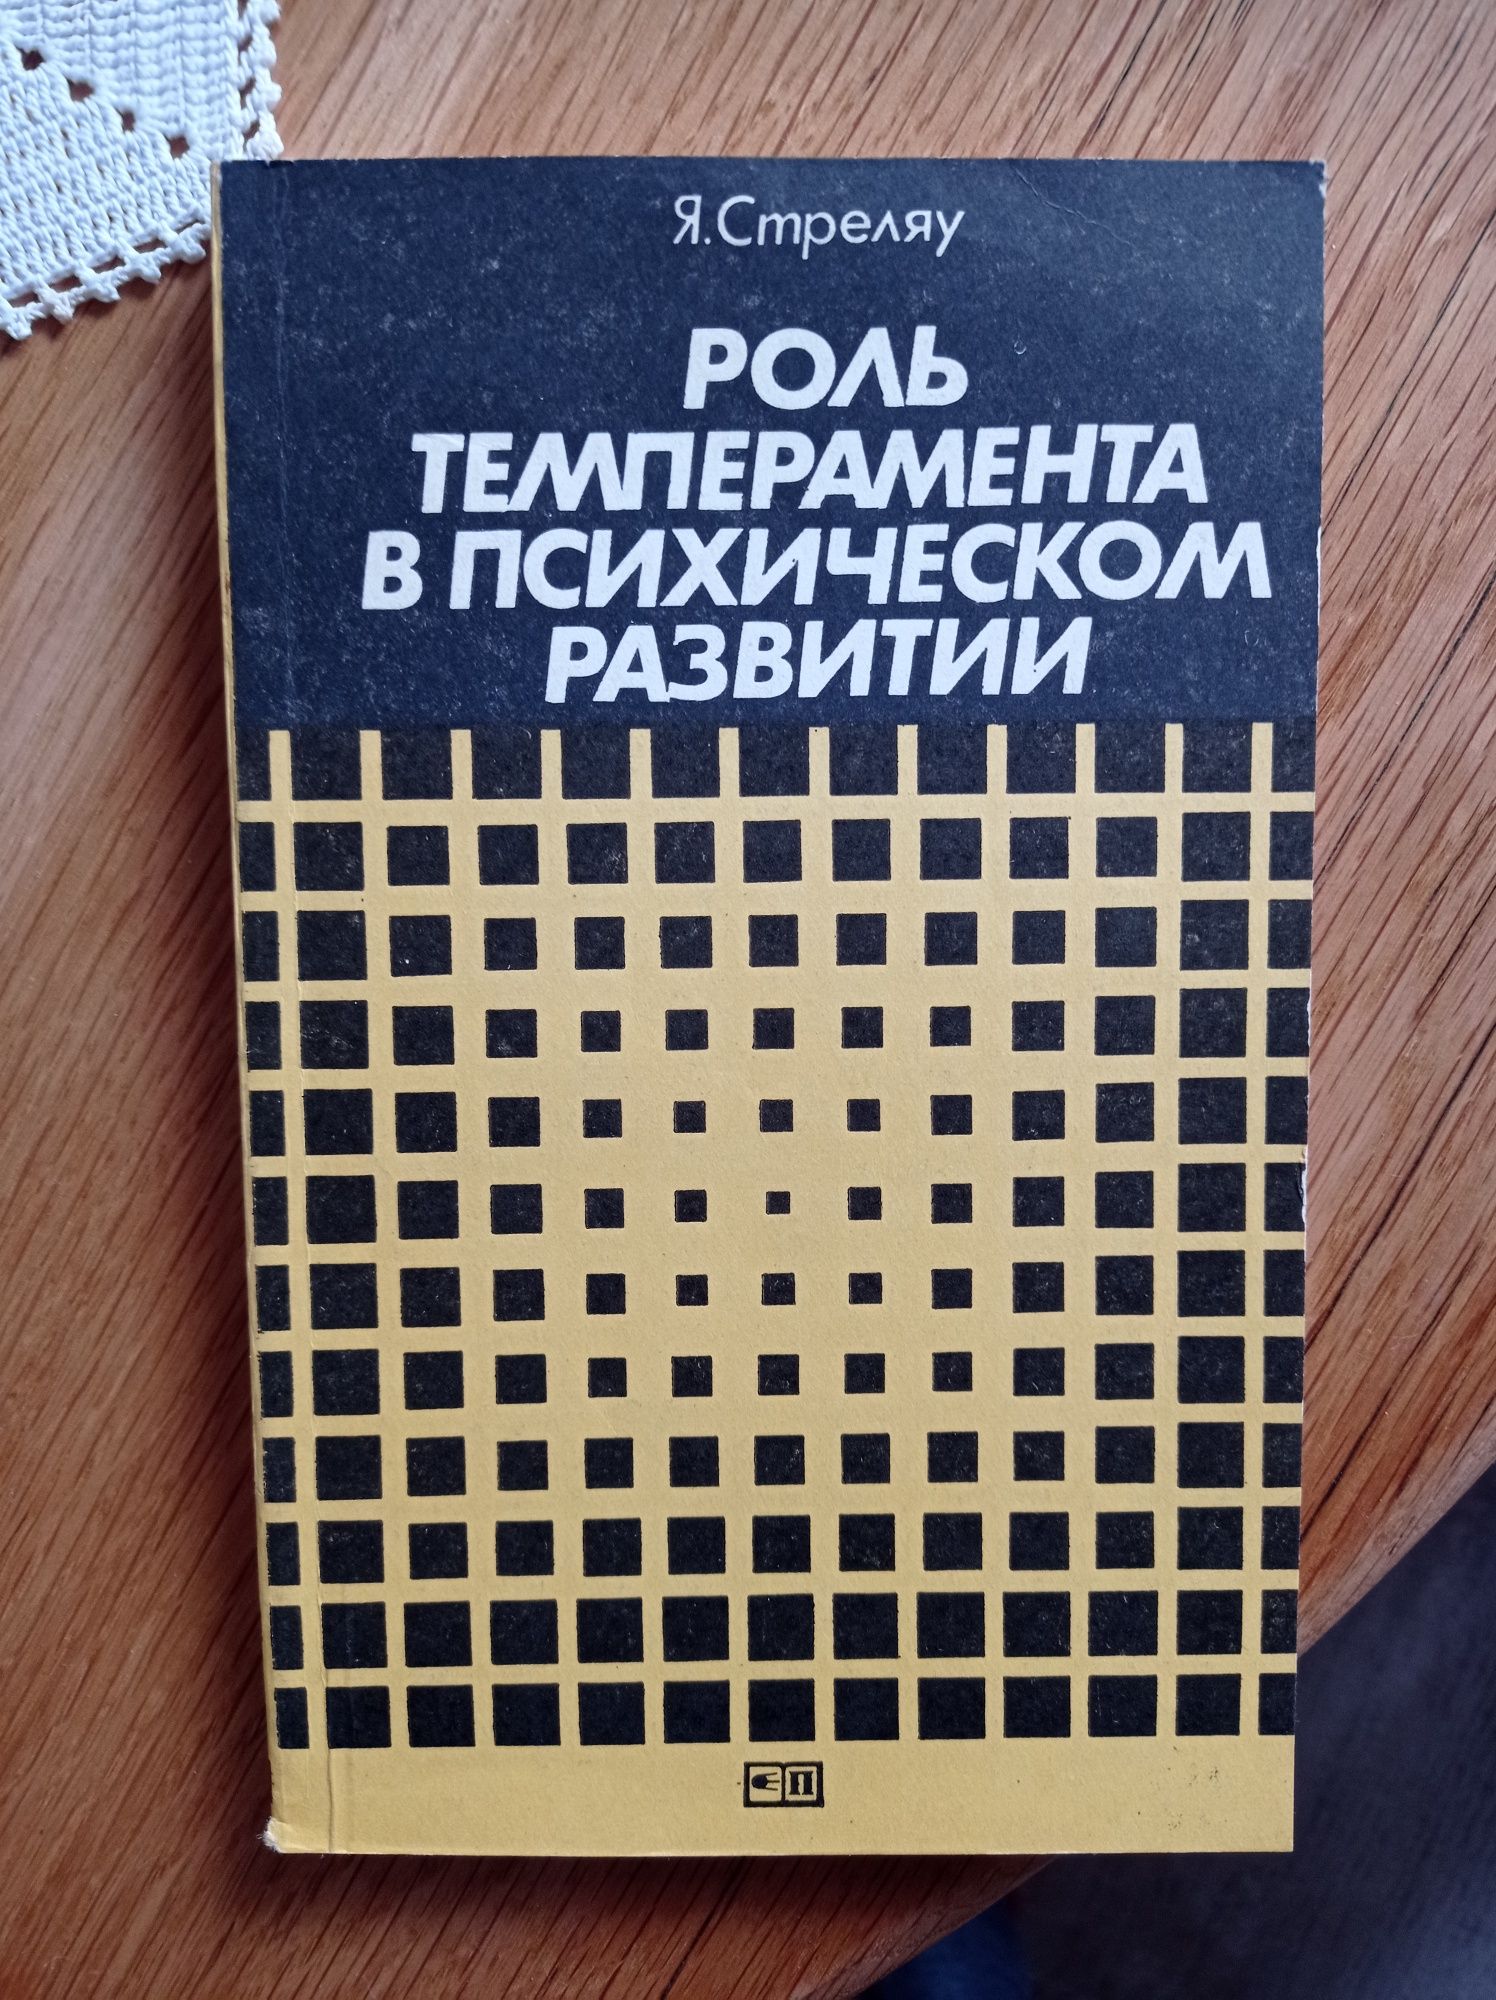 Я. Стреляу
РОЛЬ
ТЕМПЕРАМЕНТА
В ПСИХИЧЕСКОМ
РАЗВИТИИ
П